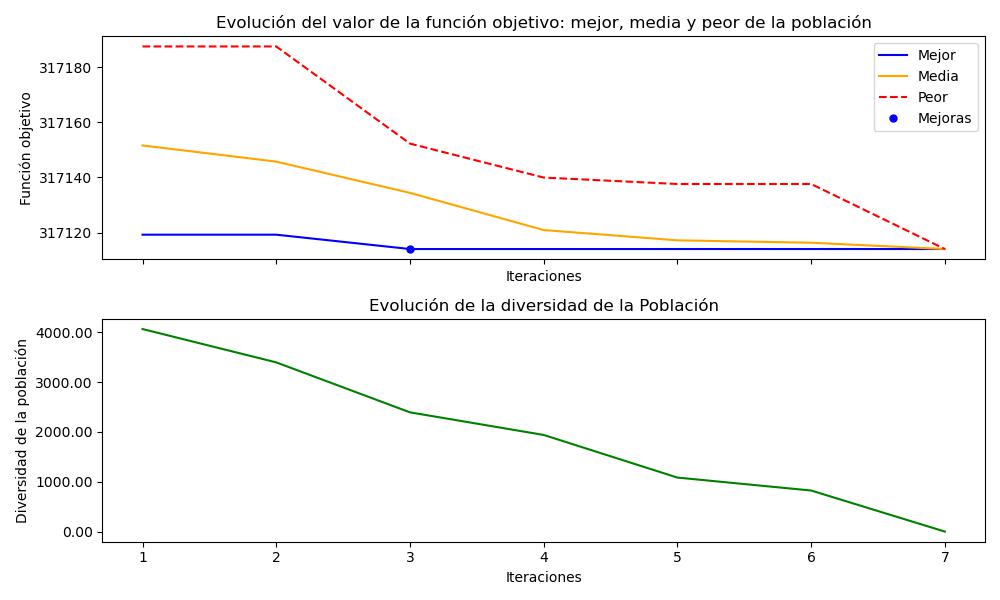 Evolución del valor de la función objetivo: mejor, media y peor de la población
Función objetivo
317180
317160
317140
317120
Mejor
Media
Peor
Mejoras
Iteraciones
Evolución de la diversidad de la Población
Diversidad de la población
4000.00
3000.00
2000.00
1000.00
0.00
1 2 3 4 5 6 7
Iteraciones